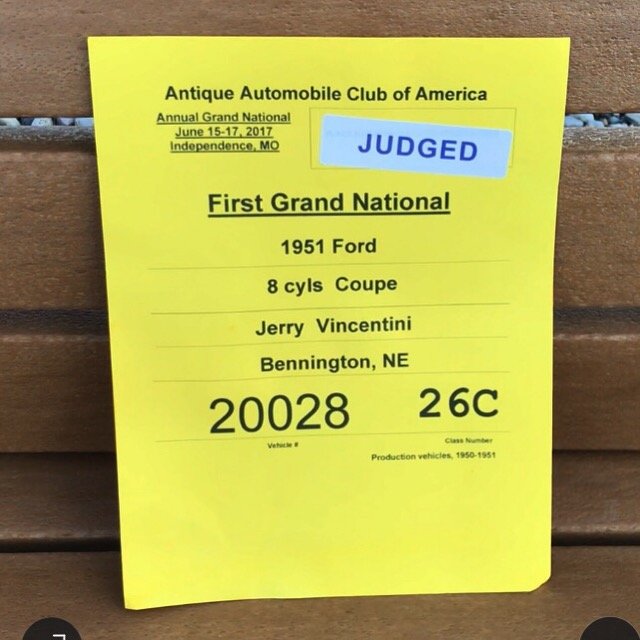 Antique Automobile Club of America
Annual Grand National
June 15-17, 2017
Independence, MO
JUDGED
First Grand National
1951 Ford
8 cyls Coupe
Jerry Vincentini
Bennington, NE
20028 26C
Vehicle # Class Number
Production vehicles, 1950-1951